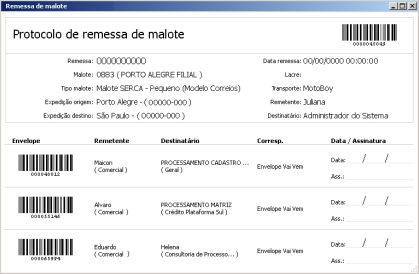 Remessa de malote
Protocolo de remessa de malote
0000045045
Remessa: 0000000000
Data remessa: 00/00/0000 00:00:00
Malote: 0883 ( PORTO ALEGRE FILIAL )
Lacre:
Tipo malote: Malote SERCA - Pequeno (Modelo Correios)
Transporte: MotoBoy
Expedição origem: Porto Alegre - ( 00000-000 )
Remetente: Juliana
Expedição destino: São Paulo - ( 00000-000 )
Destinatário: Administrador do Sistema
Envelope Remetente Destinatário Corresp. Data / Assinatura
Maicon
( Comercial )
PROCESSAMENTO CADASTRO ...
( Geral )
Envelope Vai Vem
Data: / /
Ass.:
Alvaro
( Comercial )
PROCESSAMENTO MATRIZ
( Crédito Plataforma Sul )
Envelope Vai Vem
Data: / /
Ass.:
Eduardo
( Comercial )
Helena
( Consultoria de Processo... )
Envelope Vai Vem
Data: / /
Ass.: